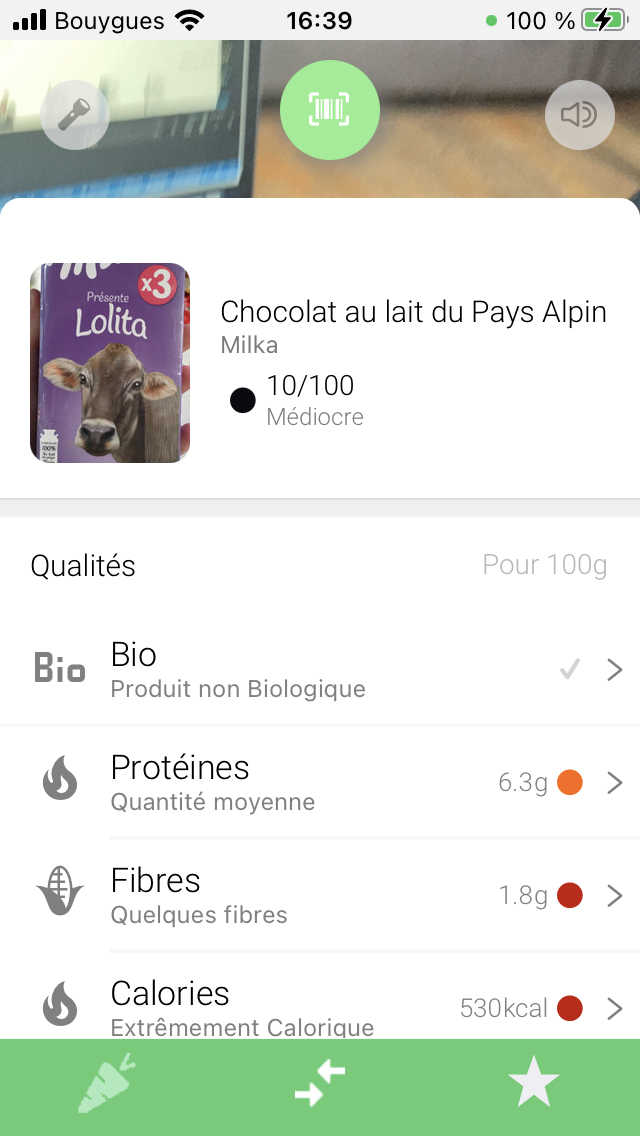 Bouygues 16:39 100 %
x3
Présente
Lolita
100%
Chocolat au lait du Pays Alpin
Milka
10/100
Médiocre
Qualités Pour 100g
Bio Bio
Produit non Biologique
Protéines 6.3g
Quantité moyenne
Fibres 1.8g
Quelques fibres
Calories 530kcal
Extrêmement Calorique